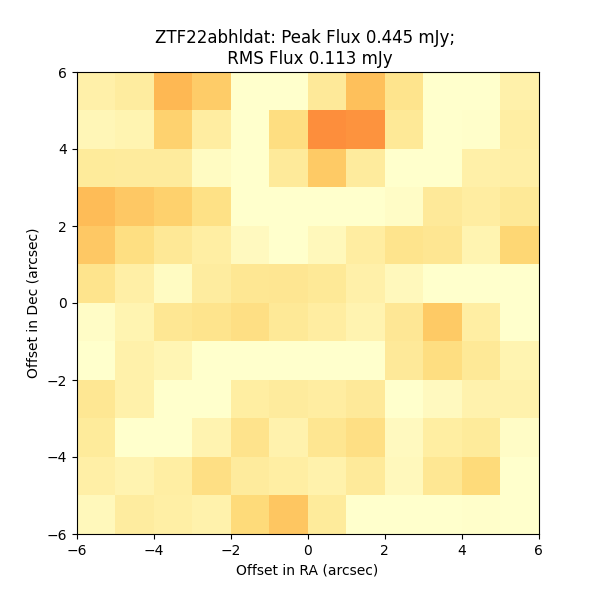 ZTF22abhldat: Peak Flux 0.445 mJy;
RMS Flux 0.113 mJy
6
4
2
0
−2
−4
−6
Offset in Dec (arcsec)
−6 −4 −2 0 2 4 6
Offset in RA (arcsec)